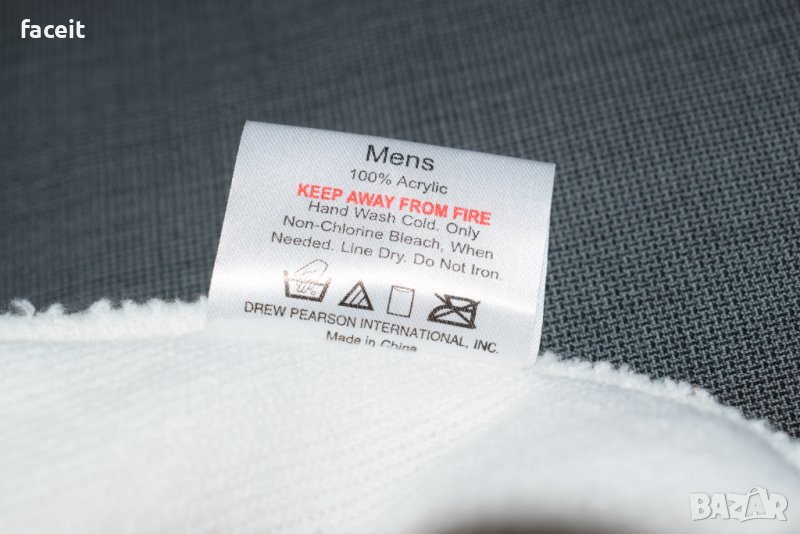 faceit
Mens
100% Acrylic
KEEP AWAY FROM FIRE
Hand Wash Cold. Only
Non-Chlorine Bleach, When
Needed. Line Dry. Do Not Iron.
DREW PEARSON INTERNATIONAL, INC.
Made in China
BAZAR